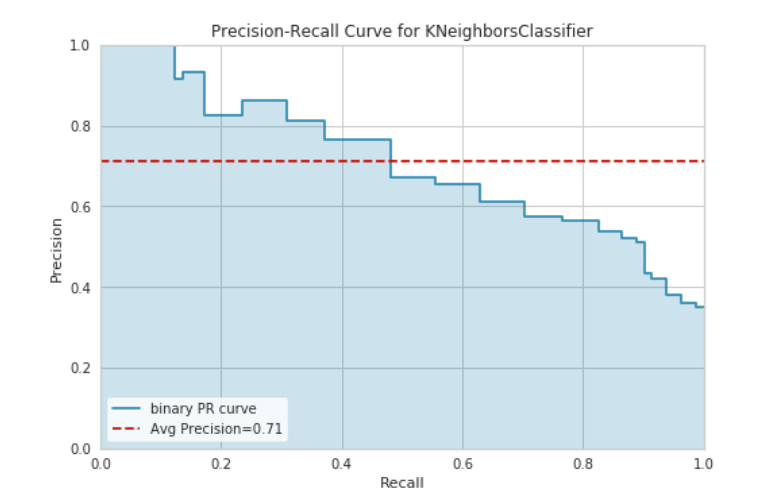 Precision-Recall Curve for KNeighborsClassifier
1.0
0.8
0.6
0.4
0.2
0.0
Precision
binary PR curve
Avg Precision=0.71
0.0 0.2 0.4 0.6 0.8 1.0
Recall